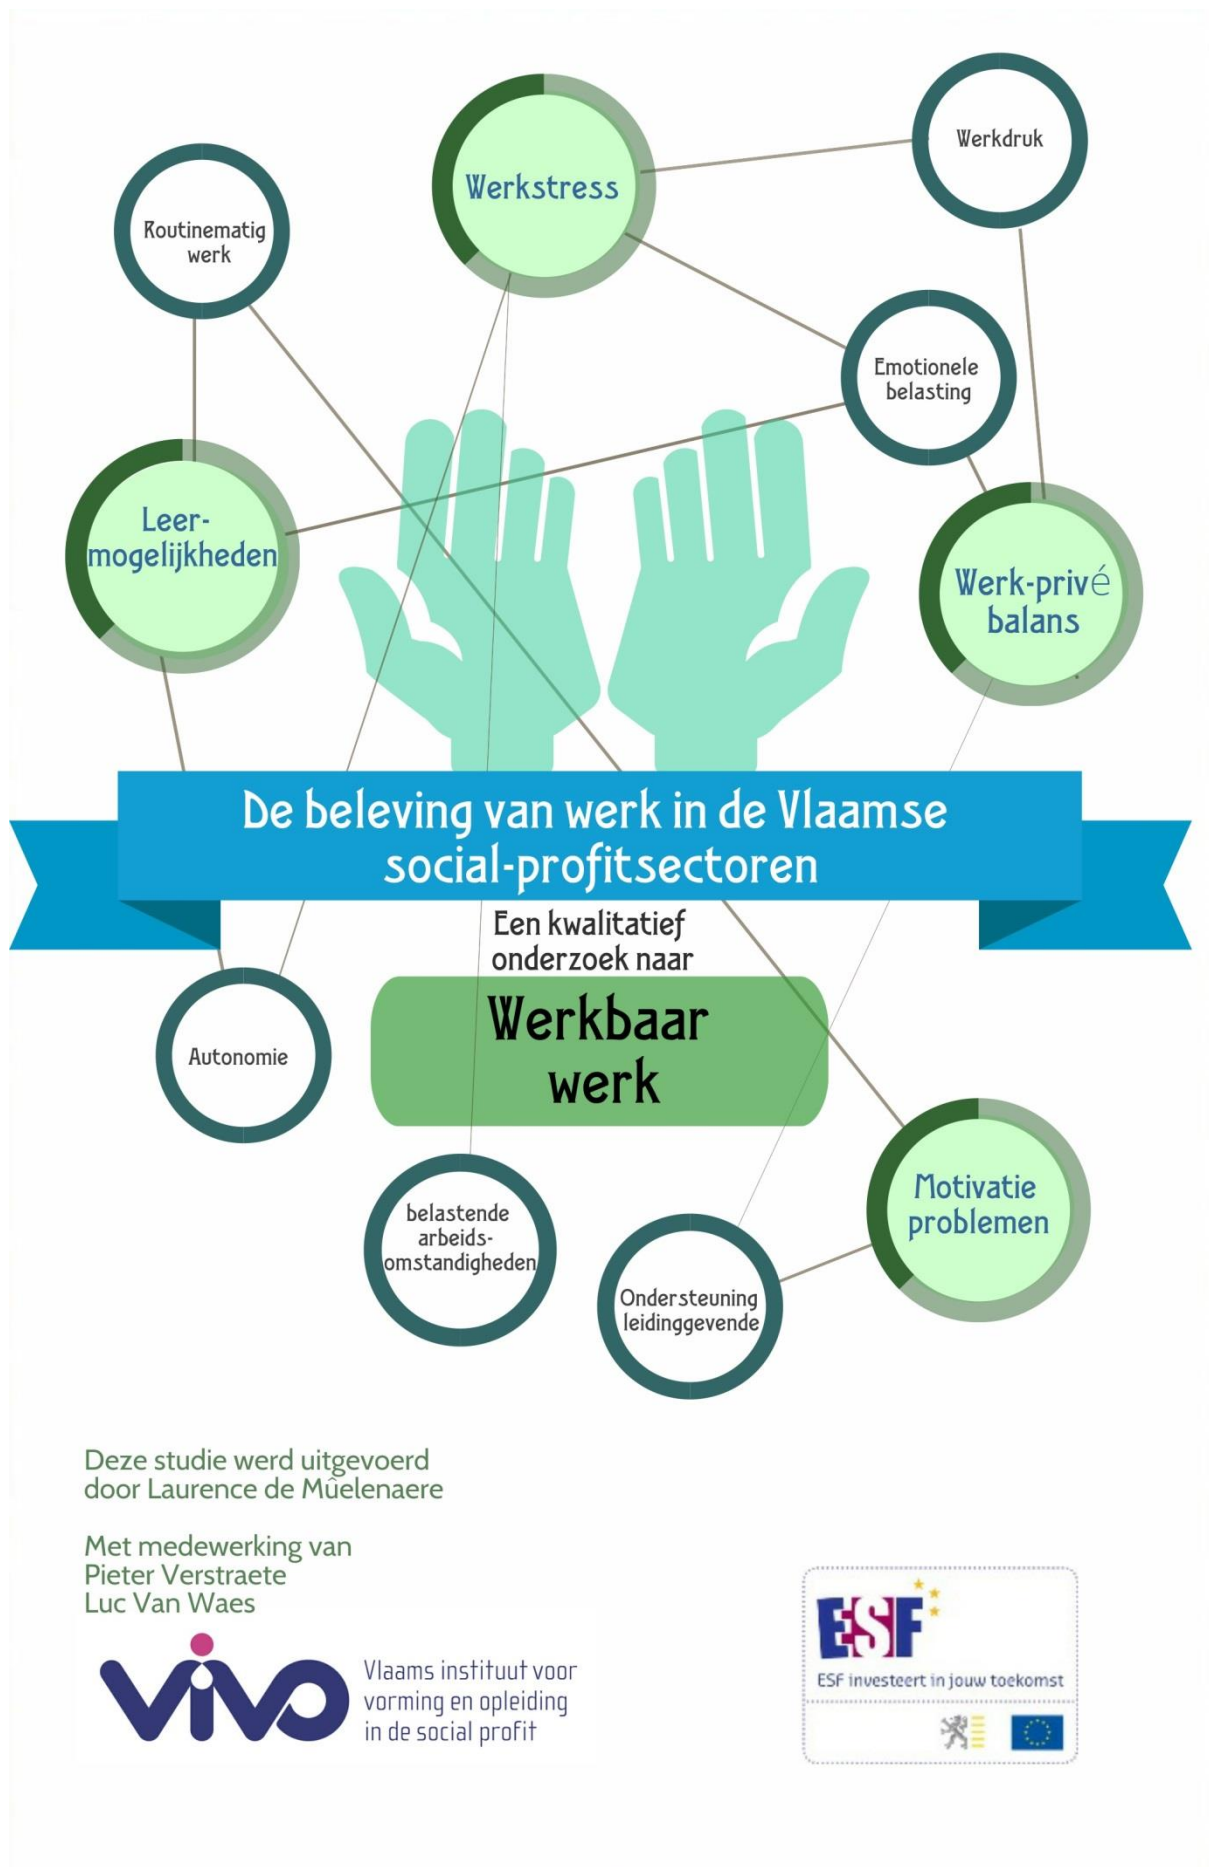 Werkdruk
Werkstress
Routinematig
werk
Emotionele
belasting
Leer-
mogelijkheden
Werk-privé
balans
De beleving van werk in de Vlaamse
social-profitsectoren
Een kwalitatief
onderzoek naar
Werkbaar
werk
Autonomie
Motivatie
problemen
belastende
arbeids-
omstandigheden
Ondersteuning
leidinggevende
Deze studie werd uitgevoerd
door Laurence de Mûelenaere
Met medewerking van
Pieter Verstraete
Luc Van Waes
vivo
Vlaams instituut voor
vorming en opleiding
in de social profit
ESF
ESF investeert in jouw toekomst